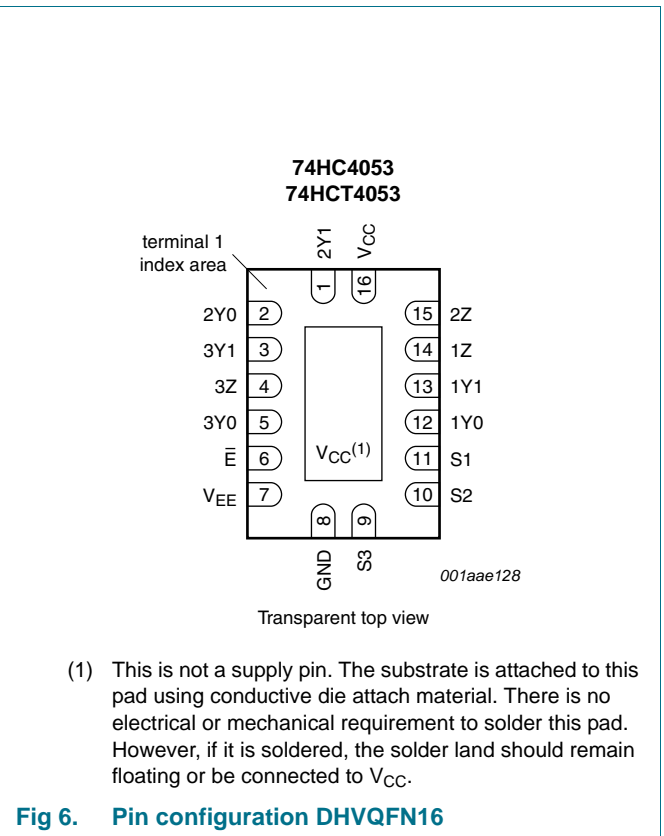 74HC4053
74HCT4053
terminal 1
index area
2Y1
VCC
1
16
2Y0 2
15 2Z
3Y1 3
14 1Z
3Z 4
13 1Y1
3Y0 5
12 1Y0
E̅ 6
VCC(1)
11 S1
VEE 7
10 S2
8
9
GND
S3
001aae128
Transparent top view
(1) This is not a supply pin. The substrate is attached to this
pad using conductive die attach material. There is no
electrical or mechanical requirement to solder this pad.
However, if it is soldered, the solder land should remain
floating or be connected to VCC.
Fig 6. Pin configuration DHVQFN16